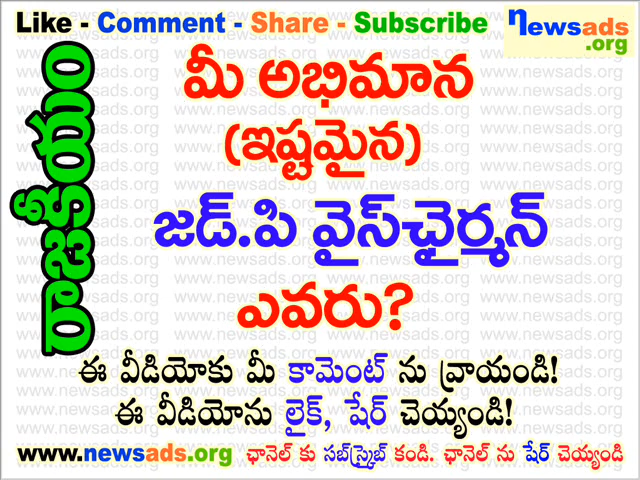 Like - Comment - Share - Subscribe
newsads
.org
రాజకీయం
మీ అభిమాన
(ఇష్టమైన)
జడ్.పి వైస్‌ఛైర్మన్
ఎవరు?
ఈ వీడియోకు మీ కామెంట్ ను వ్రాయండి!
ఈ వీడియోను లైక్, షేర్ చెయ్యండి!
www.newsads.org ఛానెల్ కు సబ్‌స్క్రైబ్ కండి. ఛానెల్ ను షేర్ చెయ్యండి